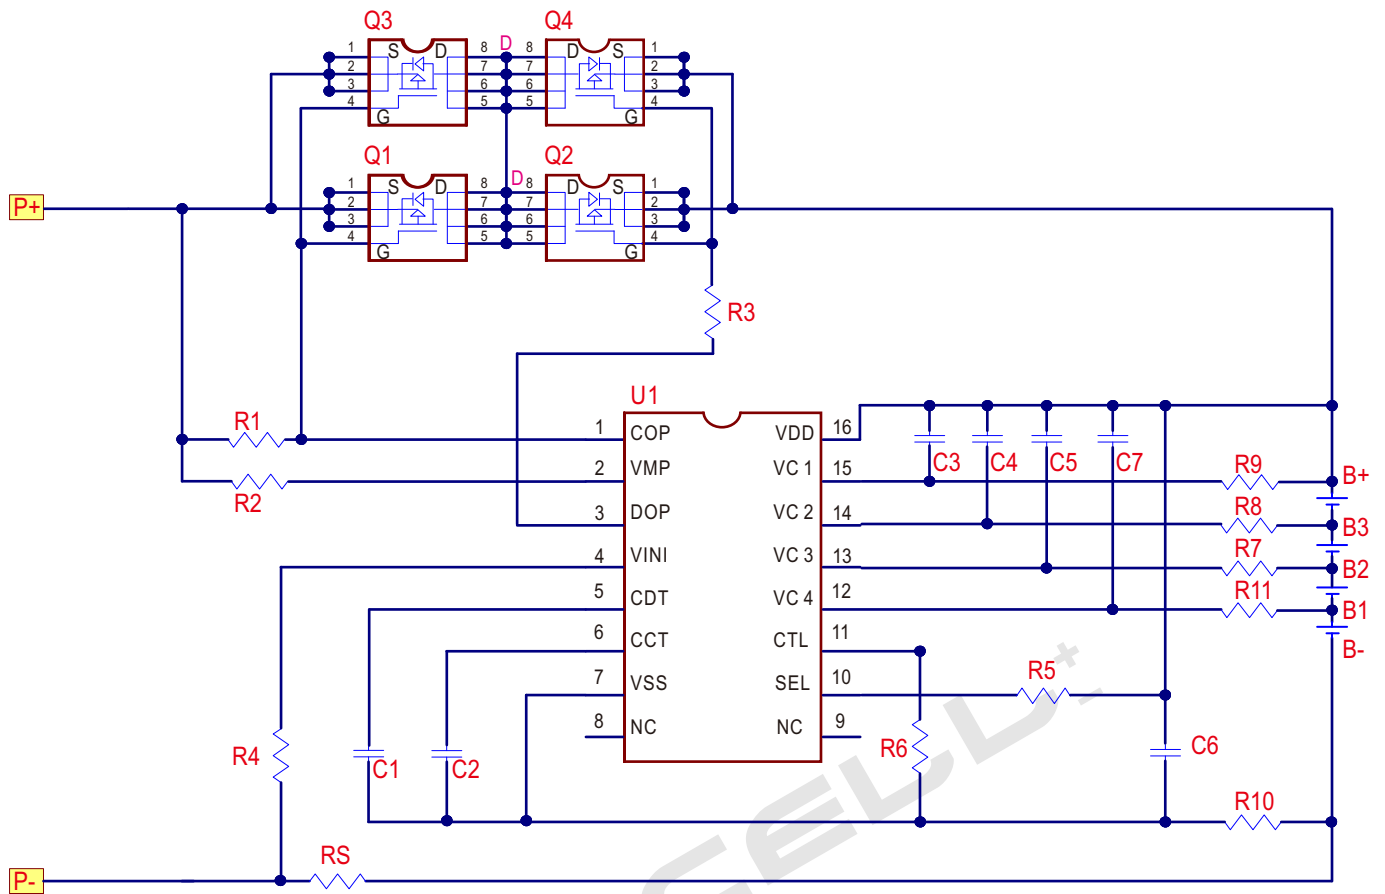 Q3 Q4
1 S D 8 D 8 D S 1
2 7 7 2
3 6 6 3
4 G 5 5 G 4
Q1 Q2
1 S D 8 D 8 D S 1
P+ 2 7 7 2
3 6 6 3
4 G 5 5 G 4
R3
U1
R1 1 COP VDD 16
R2 2 VMP VC 1 15 C3 C4 C5 C7 R9 B+
3 DOP VC 2 14 R8 B3
4 VINI VC 3 13 R7 B2
5 CDT VC 4 12 R11 B1
6 CCT CTL 11 B-
7 VSS SEL 10 R5
8 NC NC 9
R4 C1 C2 R6 C6
R10
RS
P-
CELL+